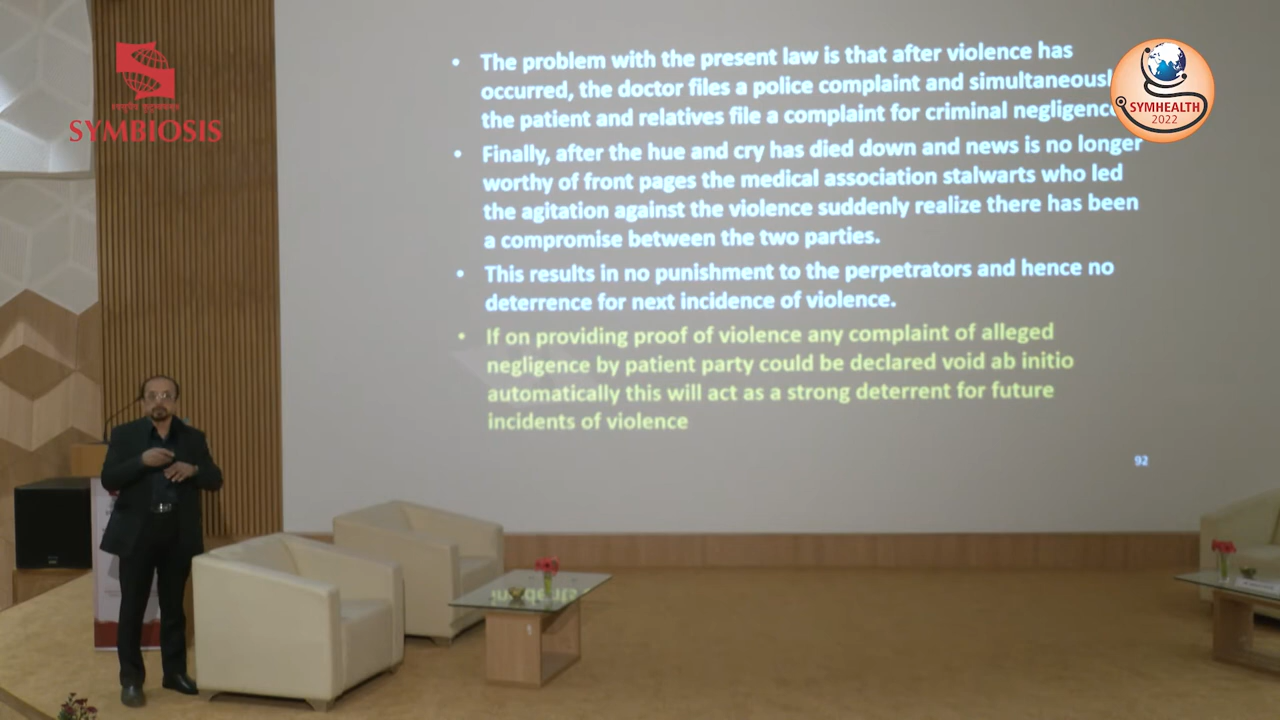 SYMBIOSIS
SYMHEALTH
2022
• The problem with the present law is that after violence has
occurred, the doctor files a police complaint and
the patient and relatives file a complaint for criminal
• Finally, after the hue and cry has died down and news is no longer
worthy of front pages the medical association stalwarts who led
the agitation against the violence suddenly realize there has been
a compromise between the two parties.
• This results in no punishment to the perpetrators and hence no
deterrence for next incidence of violence.
• If on providing proof of violence any complaint of alleged
negligence by patient party could be declared void ab initio
automatically this will act as a strong deterrent for future
incidents of violence
92